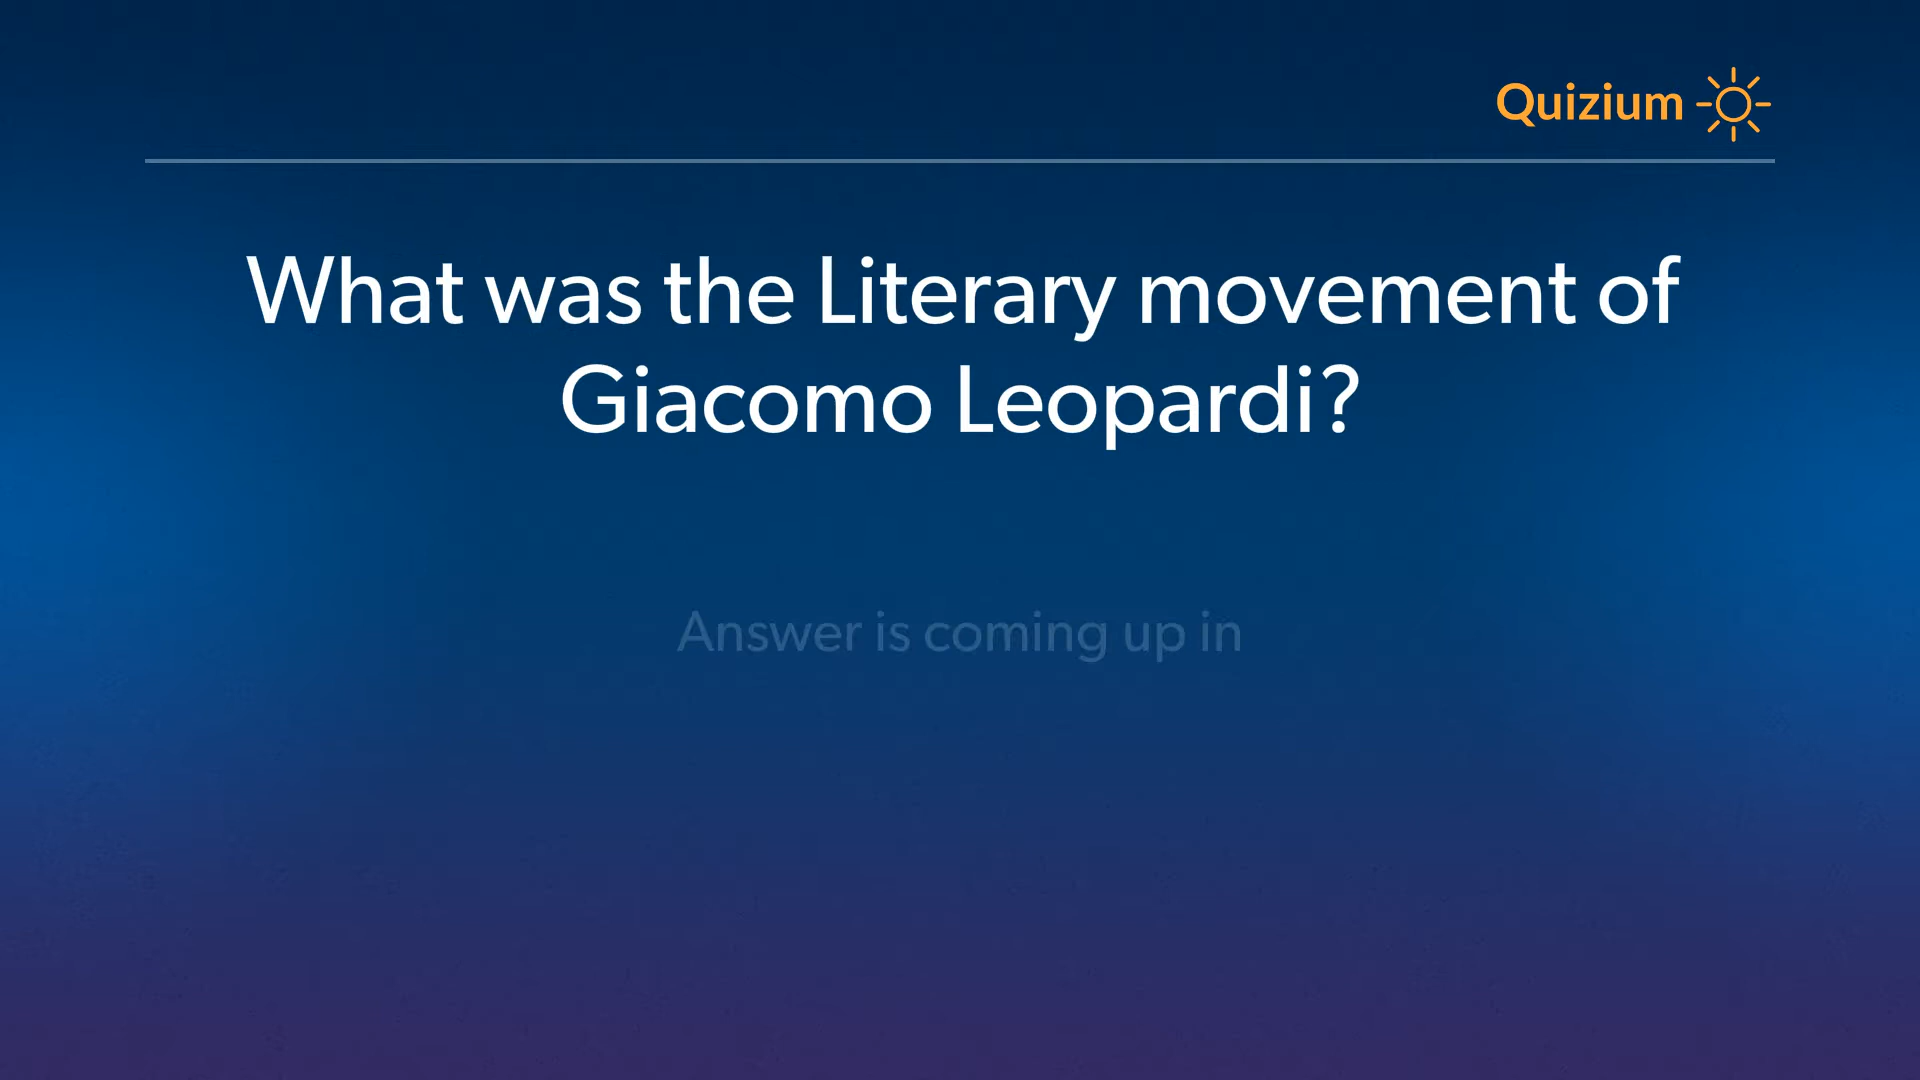 Quizium
What was the Literary movement of
Giacomo Leopardi?
Answer is coming up in